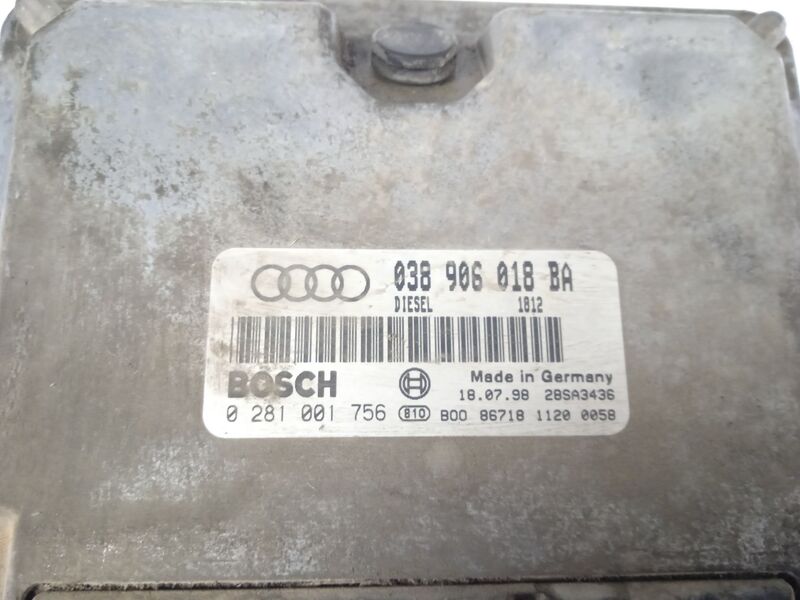 038 906 018 BA
DIESEL 1812
BOSCH Made in Germany
18.07.98 28SA3436
0 281 001 756 810 B00 86718 1120 0058